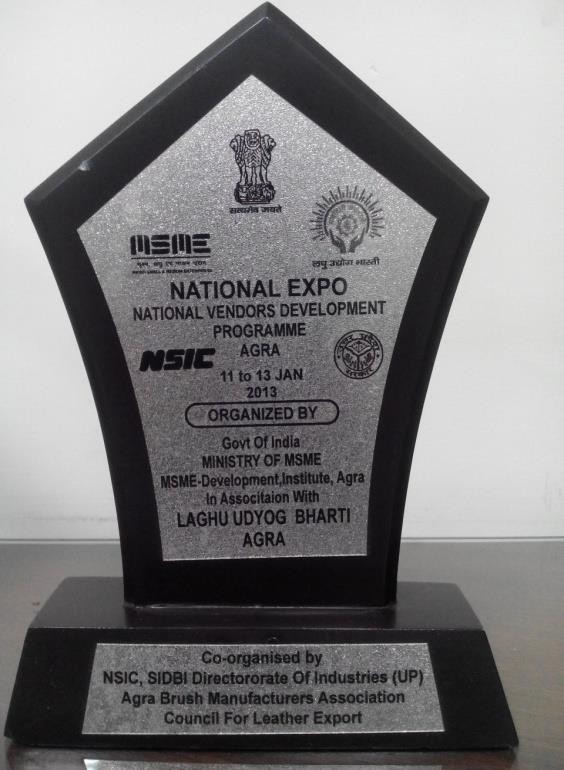 सत्यमेव जयते
MSME
लघु उद्योग भारती
NATIONAL EXPO
NATIONAL VENDORS DEVELOPMENT
PROGRAMME
NSIC
AGRA
11 to 13 JAN
2013
ORGANIZED BY
Govt Of India
MINISTRY OF MSME
MSME-Development,Institute, Agra
In Associtaion With
LAGHU UDYOG BHARTI
AGRA
Co-organised by
NSIC, SIDBI Directororate Of Industries (UP)
Agra Brush Manufacturers Association
Council For Leather Export